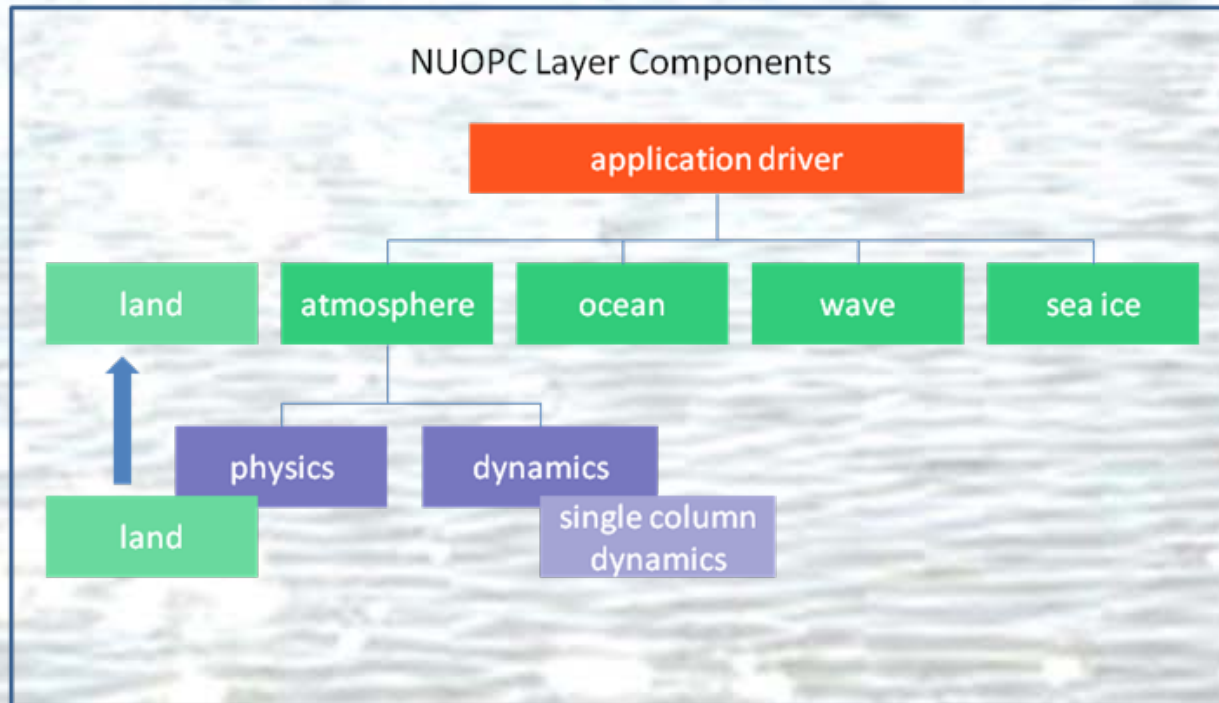 NUOPC Layer Components
application driver
land
atmosphere
ocean
wave
sea ice
physics
dynamics
land
single column
dynamics